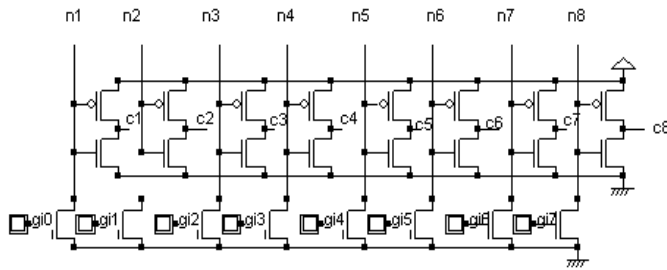 n1 n2 n3 n4 n5 n6 n7 n8
c1 c2 c3 c4 c5 c6 c7 c8
gi0 gi1 gi2 gi3 gi4 gi5 gi6 gi7